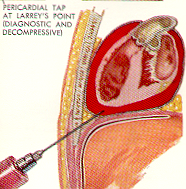 PERICARDIAL TAP
AT LARREY'S POINT
(DIAGNOSTIC AND
DECOMPRESSIVE)